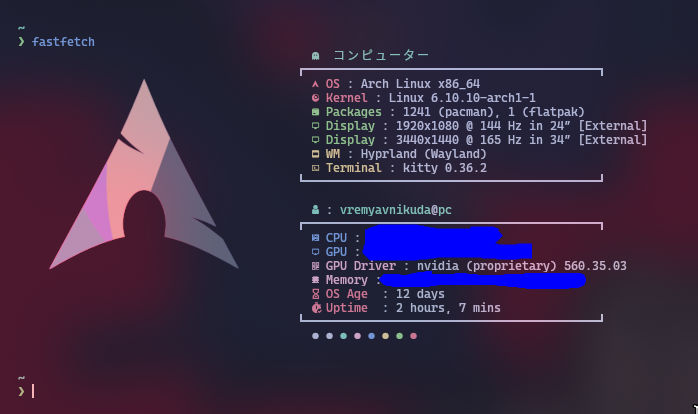 ~
❯ fastfetch
コンピューター
OS : Arch Linux x86_64
Kernel : Linux 6.10.10-arch1-1
Packages : 1241 (pacman), 1 (flatpak)
Display : 1920x1080 @ 144 Hz in 24″ [External]
Display : 3440x1440 @ 165 Hz in 34″ [External]
WM : Hyprland (Wayland)
Terminal : kitty 0.36.2
: vremyavnikuda@pc
CPU :
GPU :
GPU Driver : nvidia (proprietary) 560.35.03
Memory :
OS Age : 12 days
Uptime : 2 hours, 7 mins
~
❯